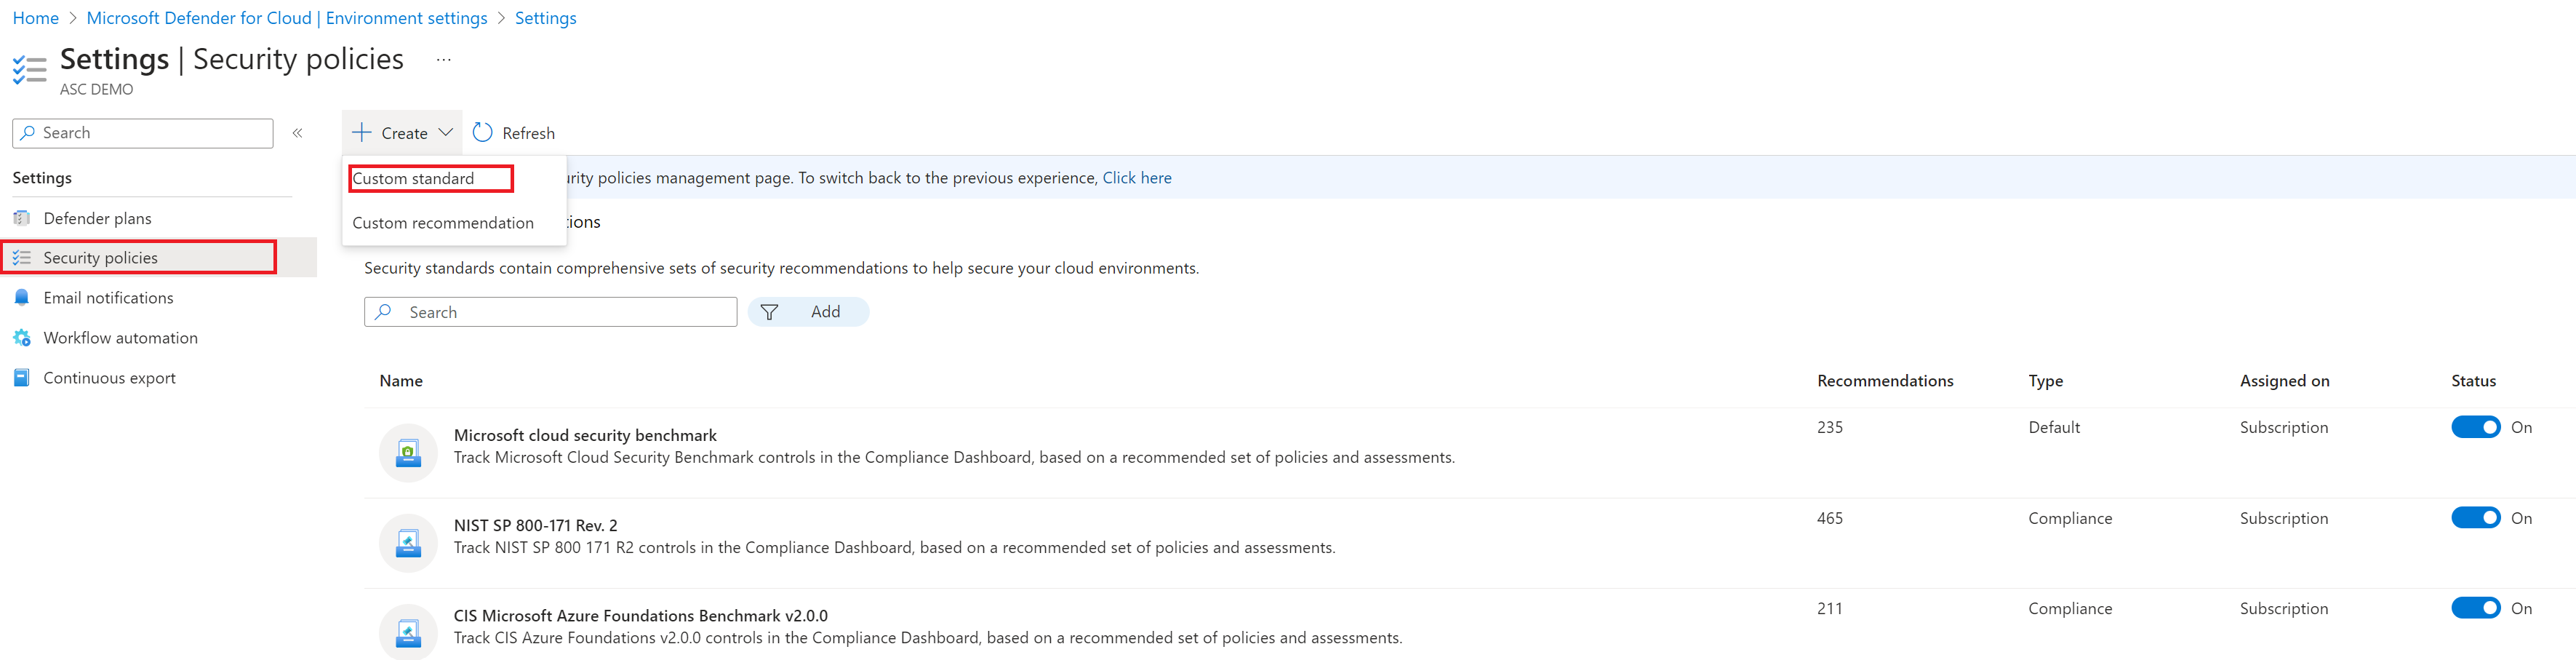 Home > Microsoft Defender for Cloud | Environment settings > Settings
Settings | Security policies ...
ASC DEMO
Search «
Settings
Defender plans
Security policies
Email notifications
Workflow automation
Continuous export
+ Create Refresh
Custom standard
Custom recommendation
policies management page. To switch back to the previous experience, Click here
Security standards contain comprehensive sets of security recommendations to help secure your cloud environments.
Search Add
Name Recommendations Type Assigned on Status
Microsoft cloud security benchmark
Track Microsoft Cloud Security Benchmark controls in the Compliance Dashboard, based on a recommended set of policies and assessments.
235 Default Subscription On
NIST SP 800-171 Rev. 2
Track NIST SP 800 171 R2 controls in the Compliance Dashboard, based on a recommended set of policies and assessments.
465 Compliance Subscription On
CIS Microsoft Azure Foundations Benchmark v2.0.0
Track CIS Azure Foundations v2.0.0 controls in the Compliance Dashboard, based on a recommended set of policies and assessments.
211 Compliance Subscription On